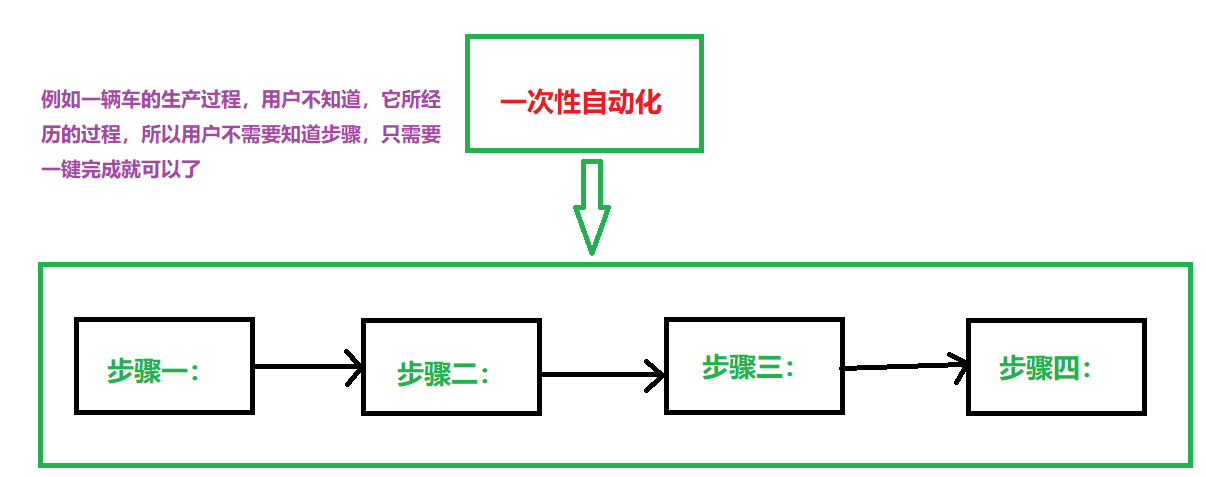 一次性自动化
例如一辆车的生产过程，用户不知道，它所经
历的过程，所以用户不需要知道步骤，只需要
一键完成就可以了
步骤一：
步骤二：
步骤三：
步骤四：